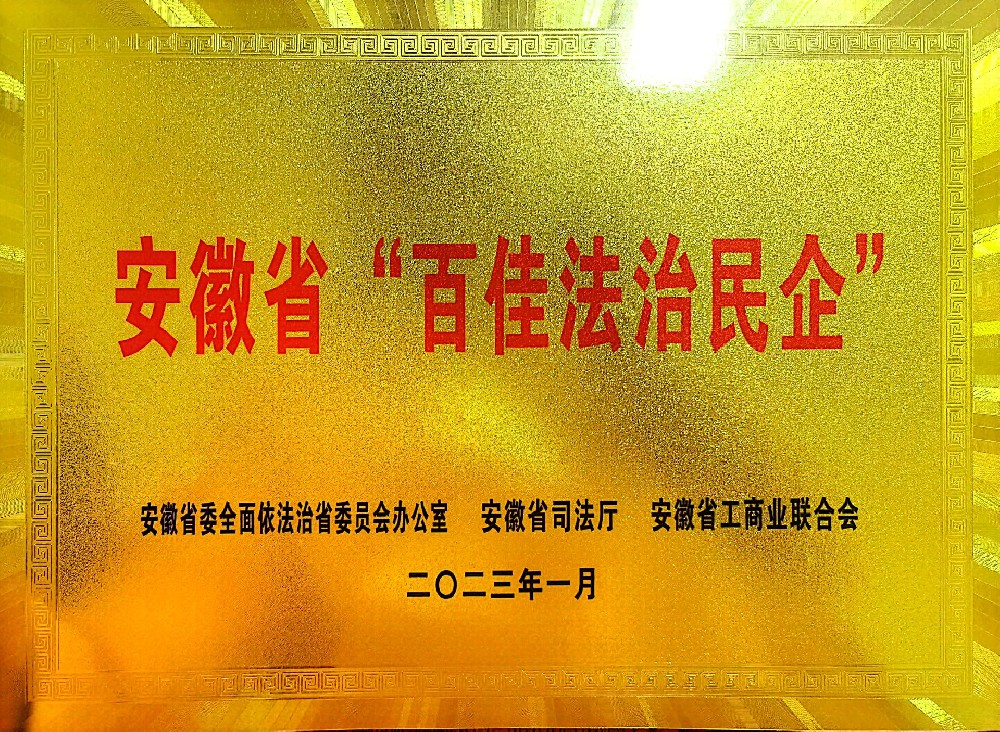 安徽省“百佳法治民企”
安徽省委全面依法治省委员会办公室 安徽省司法厅 安徽省工商业联合会
二〇二三年一月